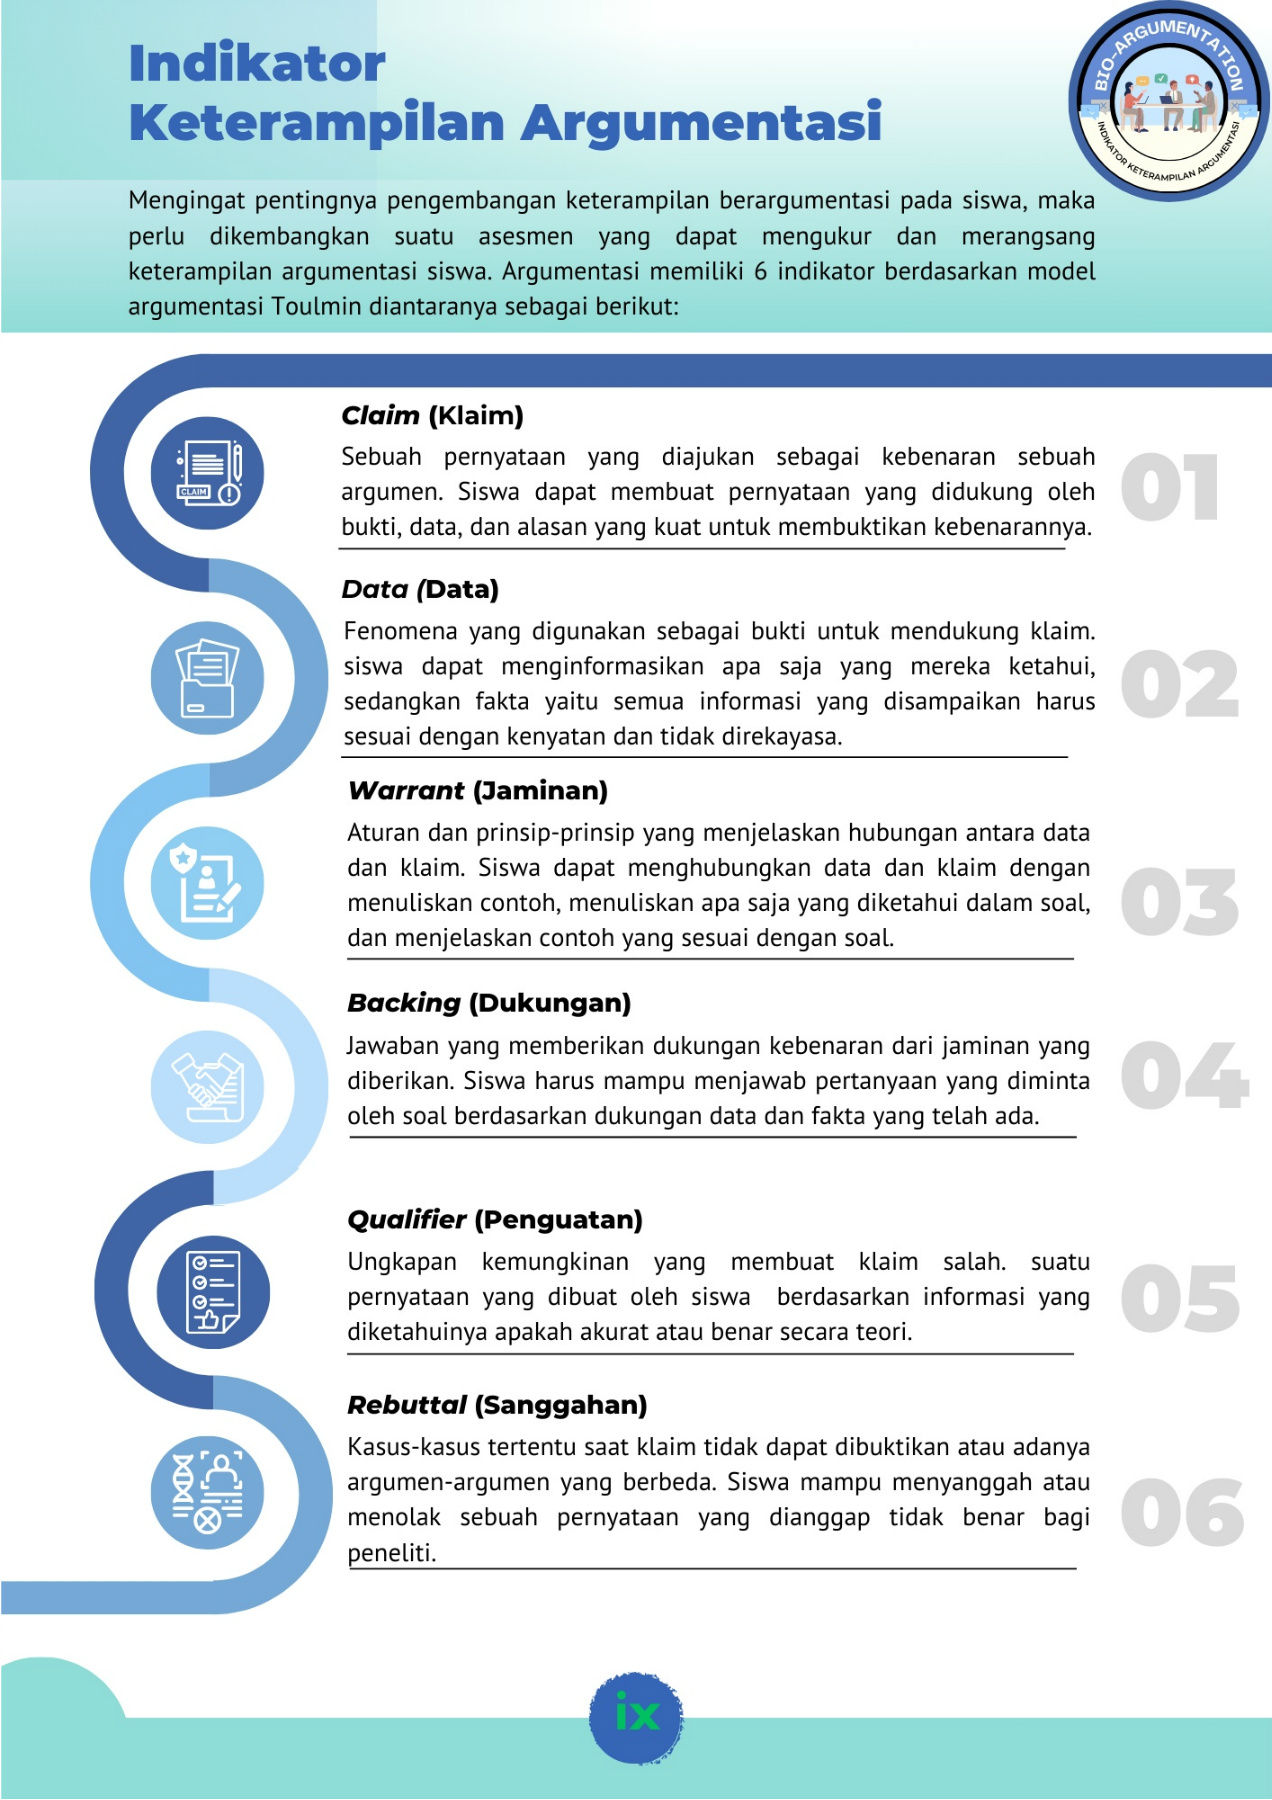 Indikator
Keterampilan Argumentasi
BIO-ARGUMENTATION
INDIKATOR KETERAMPILAN ARGUMENTASI
Mengingat pentingnya pengembangan keterampilan berargumentasi pada siswa, maka
perlu dikembangkan suatu asesmen yang dapat mengukur dan merangsang
keterampilan argumentasi siswa. Argumentasi memiliki 6 indikator berdasarkan model
argumentasi Toulmin diantaranya sebagai berikut:
CLAIM
Claim (Klaim)
Sebuah pernyataan yang diajukan sebagai kebenaran sebuah
argumen. Siswa dapat membuat pernyataan yang didukung oleh
bukti, data, dan alasan yang kuat untuk membuktikan kebenarannya.
01
Data (Data)
Fenomena yang digunakan sebagai bukti untuk mendukung klaim.
siswa dapat menginformasikan apa saja yang mereka ketahui,
sedangkan fakta yaitu semua informasi yang disampaikan harus
sesuai dengan kenyatan dan tidak direkayasa.
02
Warrant (Jaminan)
Aturan dan prinsip-prinsip yang menjelaskan hubungan antara data
dan klaim. Siswa dapat menghubungkan data dan klaim dengan
menuliskan contoh, menuliskan apa saja yang diketahui dalam soal,
dan menjelaskan contoh yang sesuai dengan soal.
03
Backing (Dukungan)
Jawaban yang memberikan dukungan kebenaran dari jaminan yang
diberikan. Siswa harus mampu menjawab pertanyaan yang diminta
oleh soal berdasarkan dukungan data dan fakta yang telah ada.
04
Qualifier (Penguatan)
Ungkapan kemungkinan yang membuat klaim salah. suatu
pernyataan yang dibuat oleh siswa berdasarkan informasi yang
diketahuinya apakah akurat atau benar secara teori.
05
Rebuttal (Sanggahan)
Kasus-kasus tertentu saat klaim tidak dapat dibuktikan atau adanya
argumen-argumen yang berbeda. Siswa mampu menyanggah atau
menolak sebuah pernyataan yang dianggap tidak benar bagi
peneliti.
06
ix